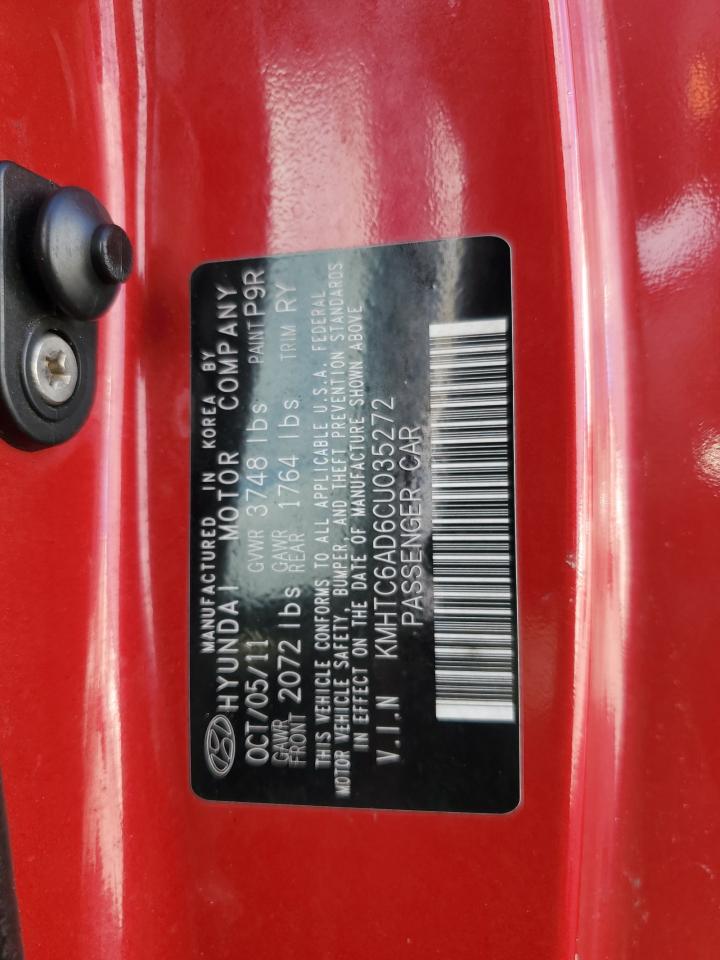 MANUFACTURED IN KOREA BY
HYUNDAI MOTOR COMPANY
OCT/05/11 GVWR 3748 lbs PAINT P9R
GAWR FRONT 2072 lbs GAWR REAR 1764 lbs TRIM RY
THIS VEHICLE CONFORMS TO ALL APPLICABLE U.S.A. FEDERAL
MOTOR VEHICLE SAFETY, BUMPER, AND THEFT PREVENTION STANDARDS
IN EFFECT ON THE DATE OF MANUFACTURE SHOWN ABOVE
V.I.N KMHTC6AD6CU035272
PASSENGER CAR